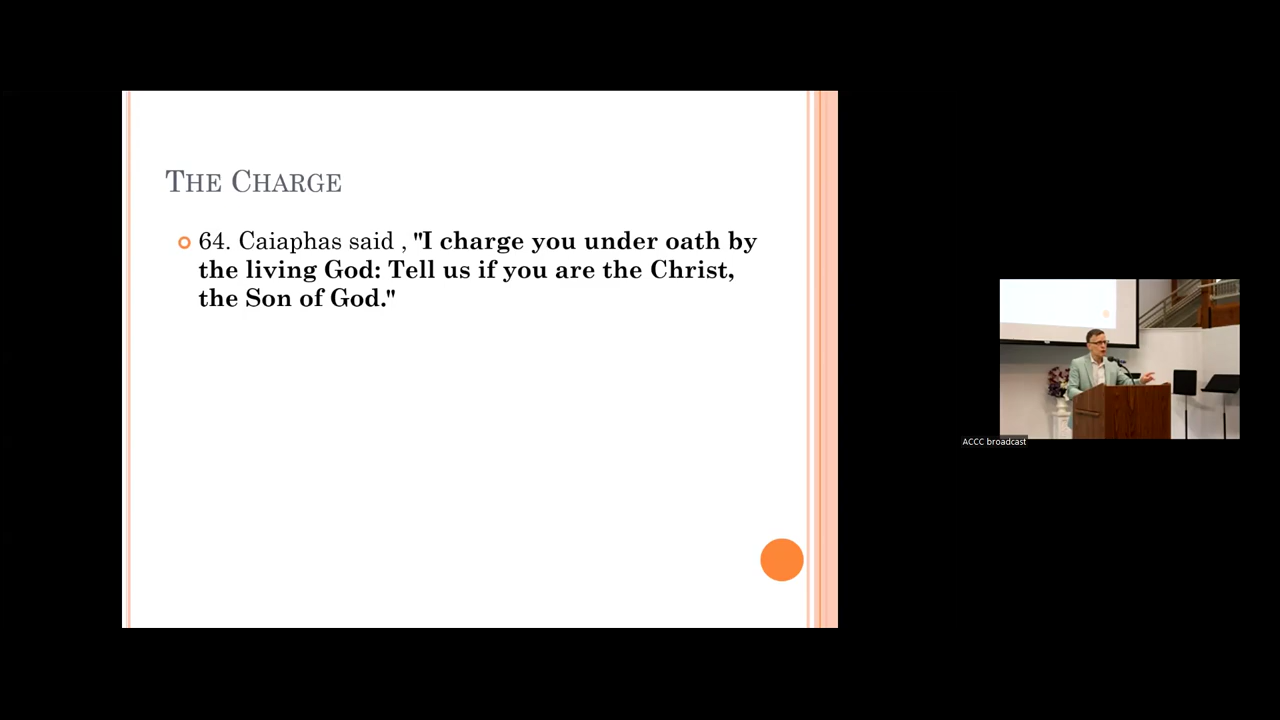 THE CHARGE
64. Caiaphas said , "I charge you under oath by
the living God: Tell us if you are the Christ,
the Son of God."
ACCC broadcast